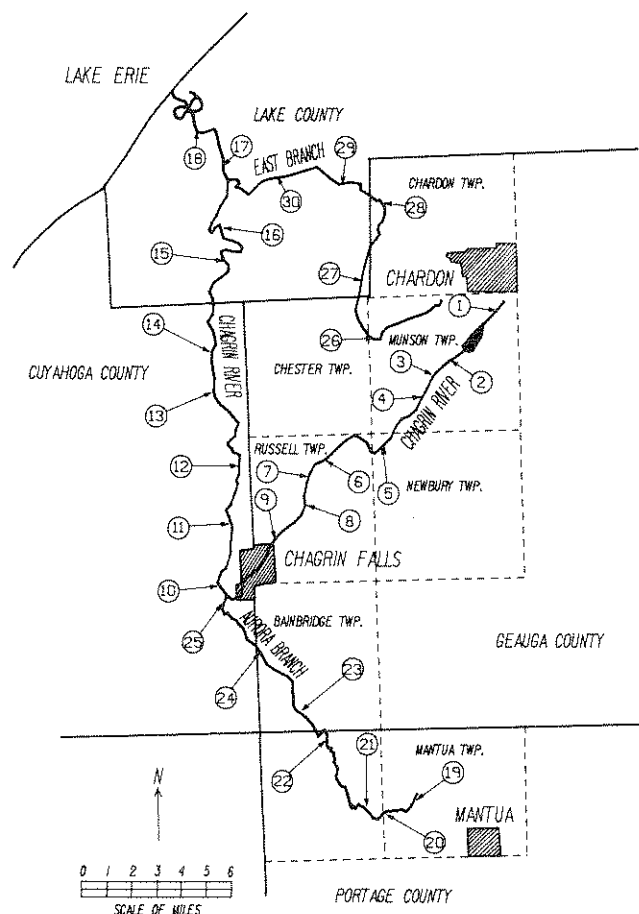 LAKE ERIE
LAKE COUNTY
18
17
EAST BRANCH
29
30
CHARDON TWP.
28
16
15
27
CHARDON
1
14
CHAGRIN RIVER
26
MUNSON TWP.
3
2
CUYAHOGA COUNTY
CHESTER TWP.
4
CHAGRIN RIVER
13
RUSSELL TWP.
12
7
6
5
NEWBURY TWP.
11
9
8
CHAGRIN FALLS
10
25
BAINBRIDGE TWP.
AURORA BRANCH
GEAUGA COUNTY
24
23
22
21
MANTUA TWP.
19
N
20
MANTUA
0 1 2 3 4 5 6
SCALE OF MILES
PORTAGE COUNTY